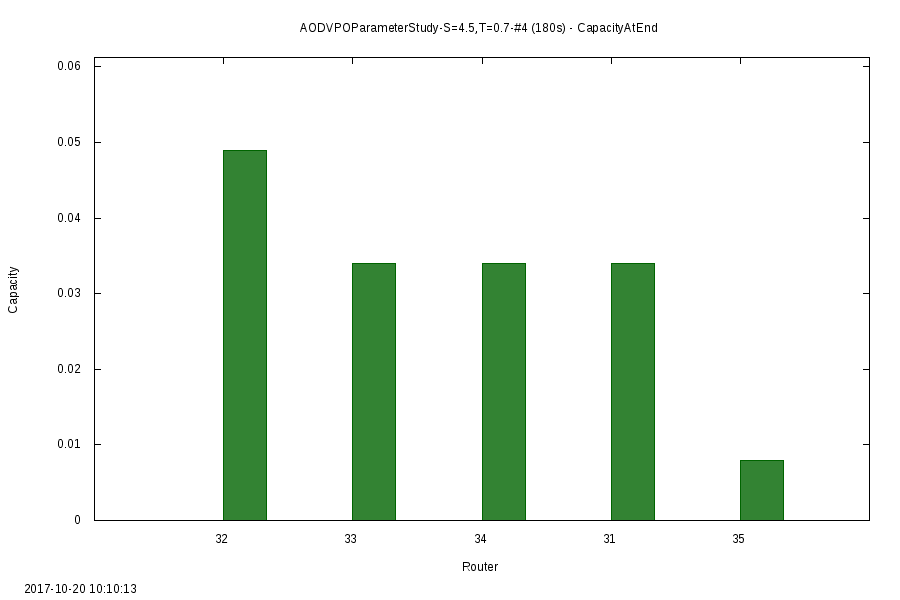 AODVPOParameterStudy-S=4.5,T=0.7-#4 (180s) - CapacityAtEnd
0.06
0.05
0.04
0.03
0.02
0.01
0
Capacity
32 33 34 31 35
Router
2017-10-20 10:10:13